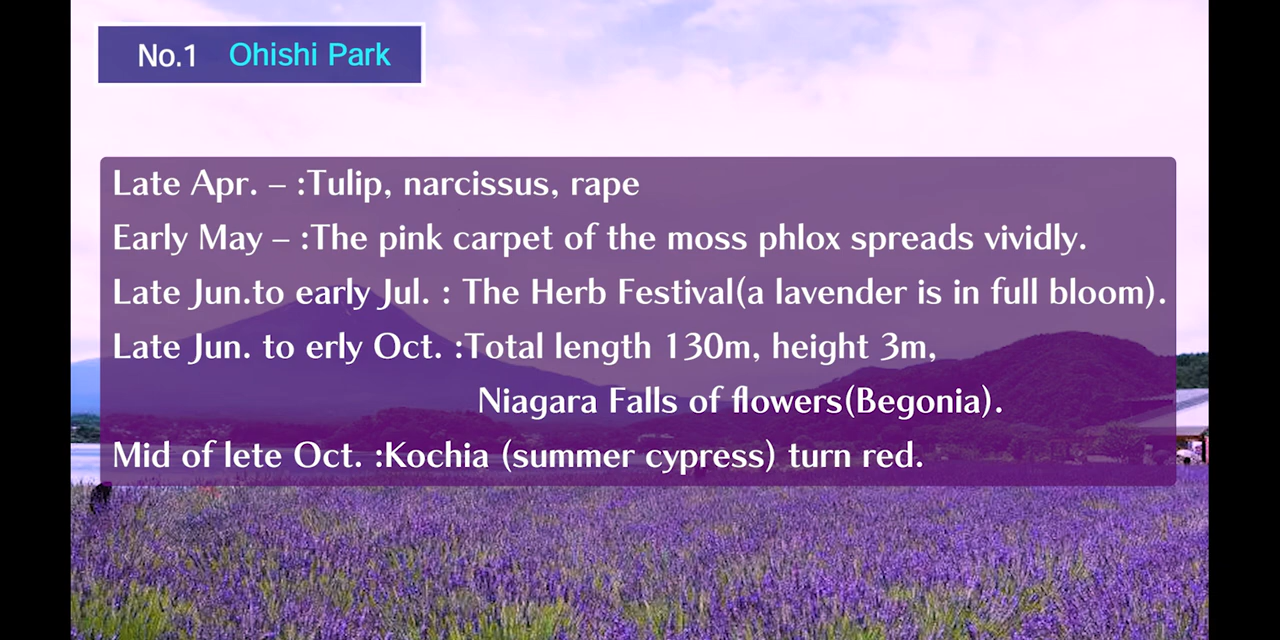 No.1 Ohishi Park
Late Apr. – :Tulip, narcissus, rape
Early May – :The pink carpet of the moss phlox spreads vividly.
Late Jun.to early Jul. : The Herb Festival(a lavender is in full bloom).
Late Jun. to erly Oct. :Total length 130m, height 3m,
Niagara Falls of flowers(Begonia).
Mid of lete Oct. :Kochia (summer cypress) turn red.